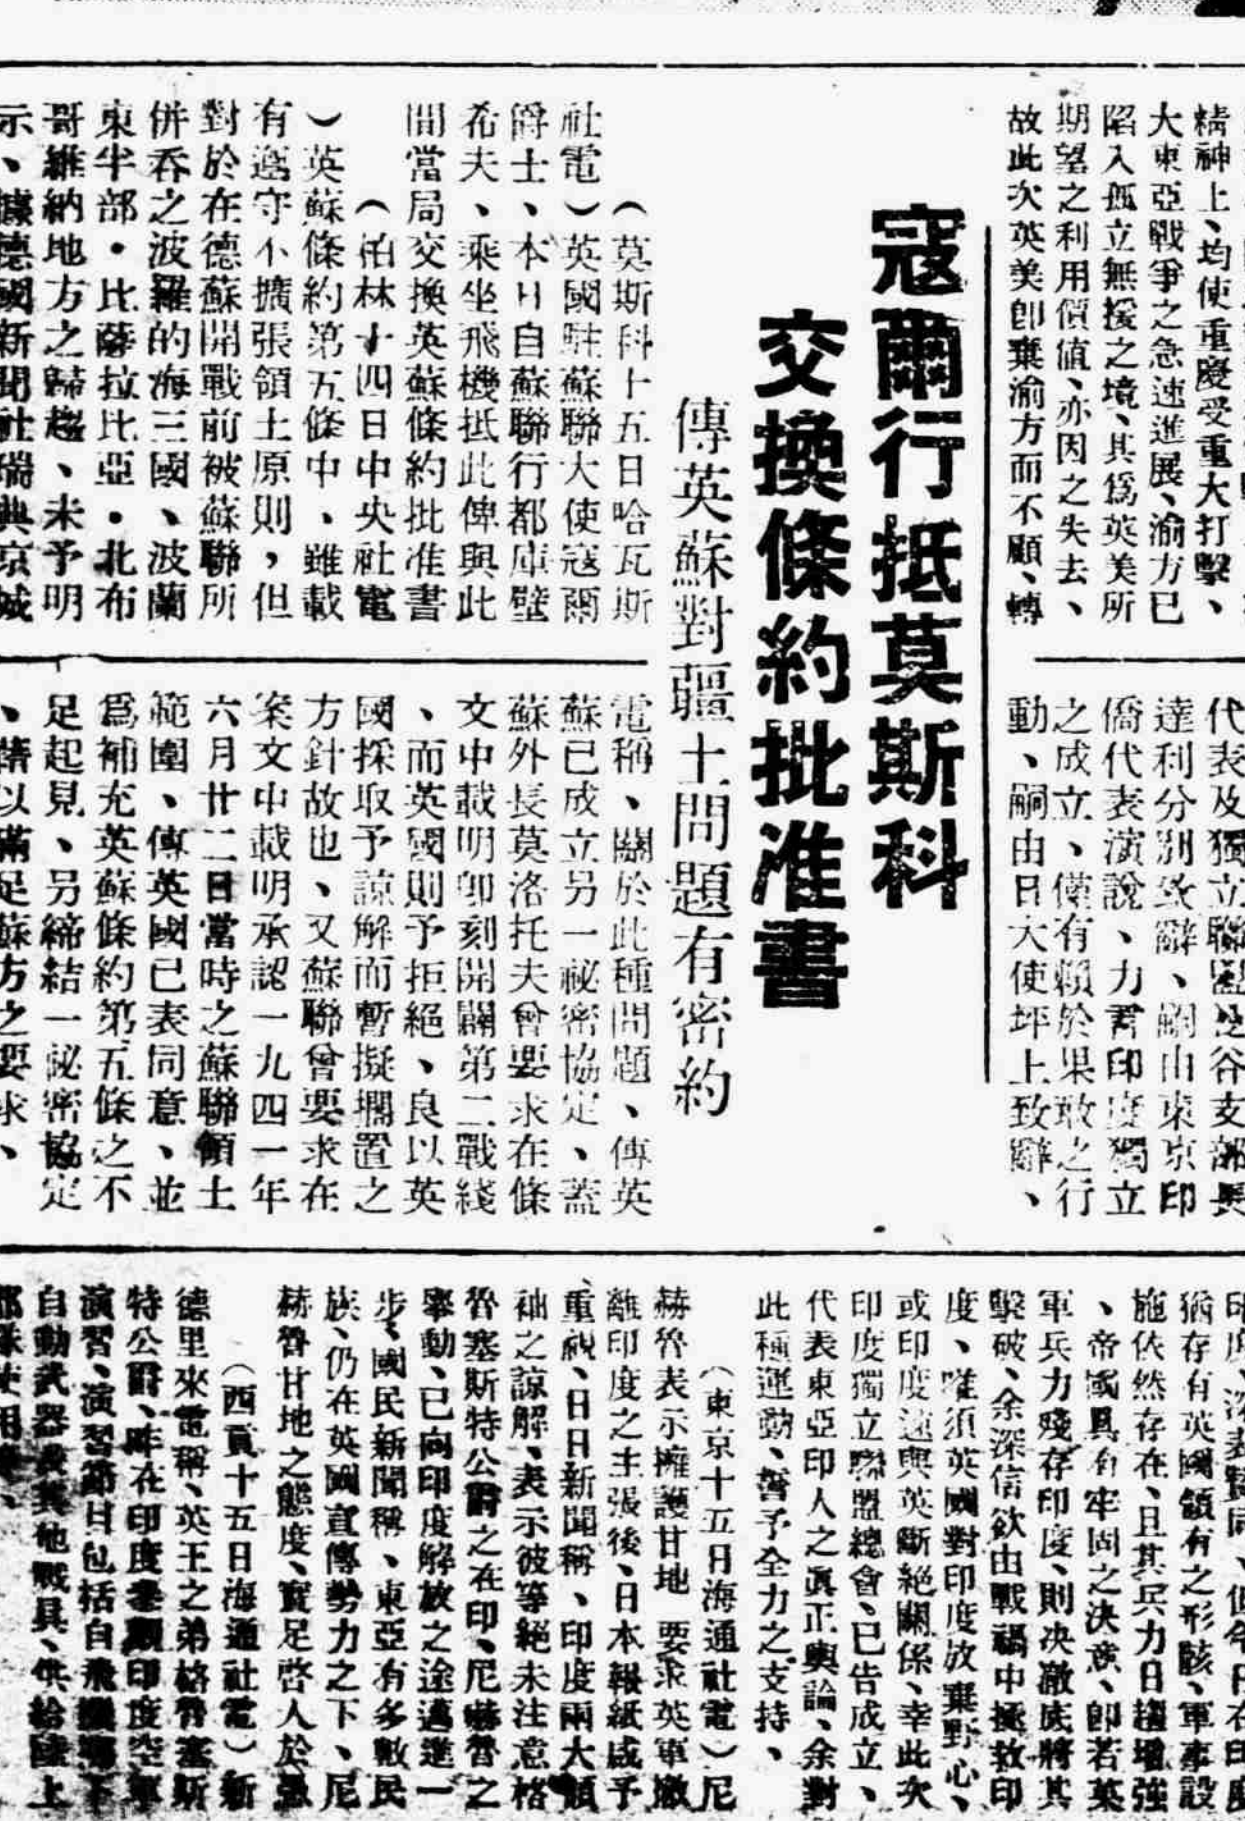 精神上、均使重慶受重大打擊、
大東亞戰爭之急速進展、渝方已
陷入孤立無援之境、其爲英美所
期望之利用價値、亦因之失去、
故此次英美卽棄渝方而不顧、轉
代表及獨立聯盟曼谷支部長
達利分別致辭、嗣由東京印
僑代表演說、力言印度獨立
之成立、僅有賴於果敢之行
動、嗣由日大使坪上致辭、
寇爾行抵莫斯科
交換條約批准書
傳英蘇對疆土問題有密約
（莫斯科十五日哈瓦斯
社電）英國駐蘇聯大使寇爾
爵士、本日自蘇聯行都庫壁
希夫、乘坐飛機抵此俾與此
間當局交換英蘇條約批准書
（柏林十四日中央社電
）英蘇條約第五條中、雖載
有遵守不擴張領土原則，但
對於在德蘇開戰前被蘇聯所
併吞之波羅的海三國、波蘭
東半部・比薩拉比亞・北布
哥維納地方之歸趨、未予明
示、據德國新聞社瑞典京城
電稱、關於此種問題、傳英
蘇已成立另一祕密協定、蓋
蘇外長莫洛托夫曾要求在條
文中載明卽刻開闢第二戰綫
、而英國則予拒絕、良以英
國採取予諒解而暫擬擱置之
方針故也、又蘇聯曾要求在
案文中載明承認一九四一年
六月廿二日當時之蘇聯領土
範圍、傳英國已表同意、並
爲補充英蘇條約第五條之不
足起見、另締結一祕密協定
、藉以滿足蘇方之要求、
猶存有英國領有之形骸、軍事設
施依然存在、且其兵力日趨增強
、帝國具有牢固之決意、卽若英
軍兵力殘存印度、則決澈底將其
擊破、余深信欲由戰禍中拯救印
度、唯須英國對印度放棄野心、
或印度速與英斷絕關係、幸此次
印度獨立聯盟總會、已告成立、
代表東亞印人之眞正輿論、余對
此種運動、誓予全力之支持、
（東京十五日海通社電）尼
赫魯表示擁護甘地 要求英軍撤
離印度之主張後、日本報紙咸予
重視、日日新聞稱、印度兩大領
袖之諒解、表示彼等絕未注意格
魯塞斯特公爵之在印、尼赫魯之
舉動、已向印度解放之途邁進一
步、國民新聞稱、東亞有多數民
族、仍在英國宣傳勢力之下、尼
赫魯甘地之態度、實足啓人於
（西貢十五日海通社電）新
德里來電稱、英王之弟格魯塞斯
特公爵、昨在印度參觀印度空軍
演習、演習節目包括自飛機
自動武器及其他戰具、供給陸上